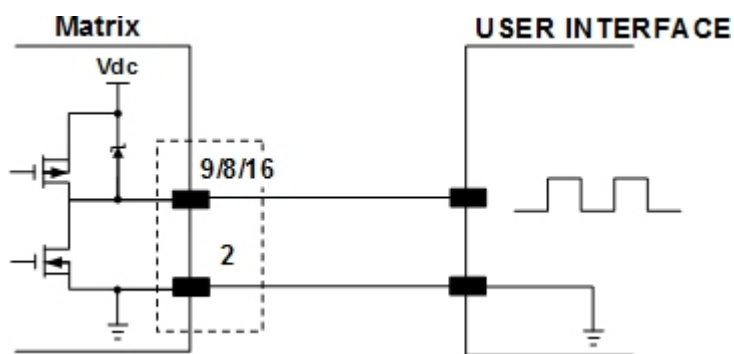 Matrix
USER INTERFACE
Vdc
9/8/16
2